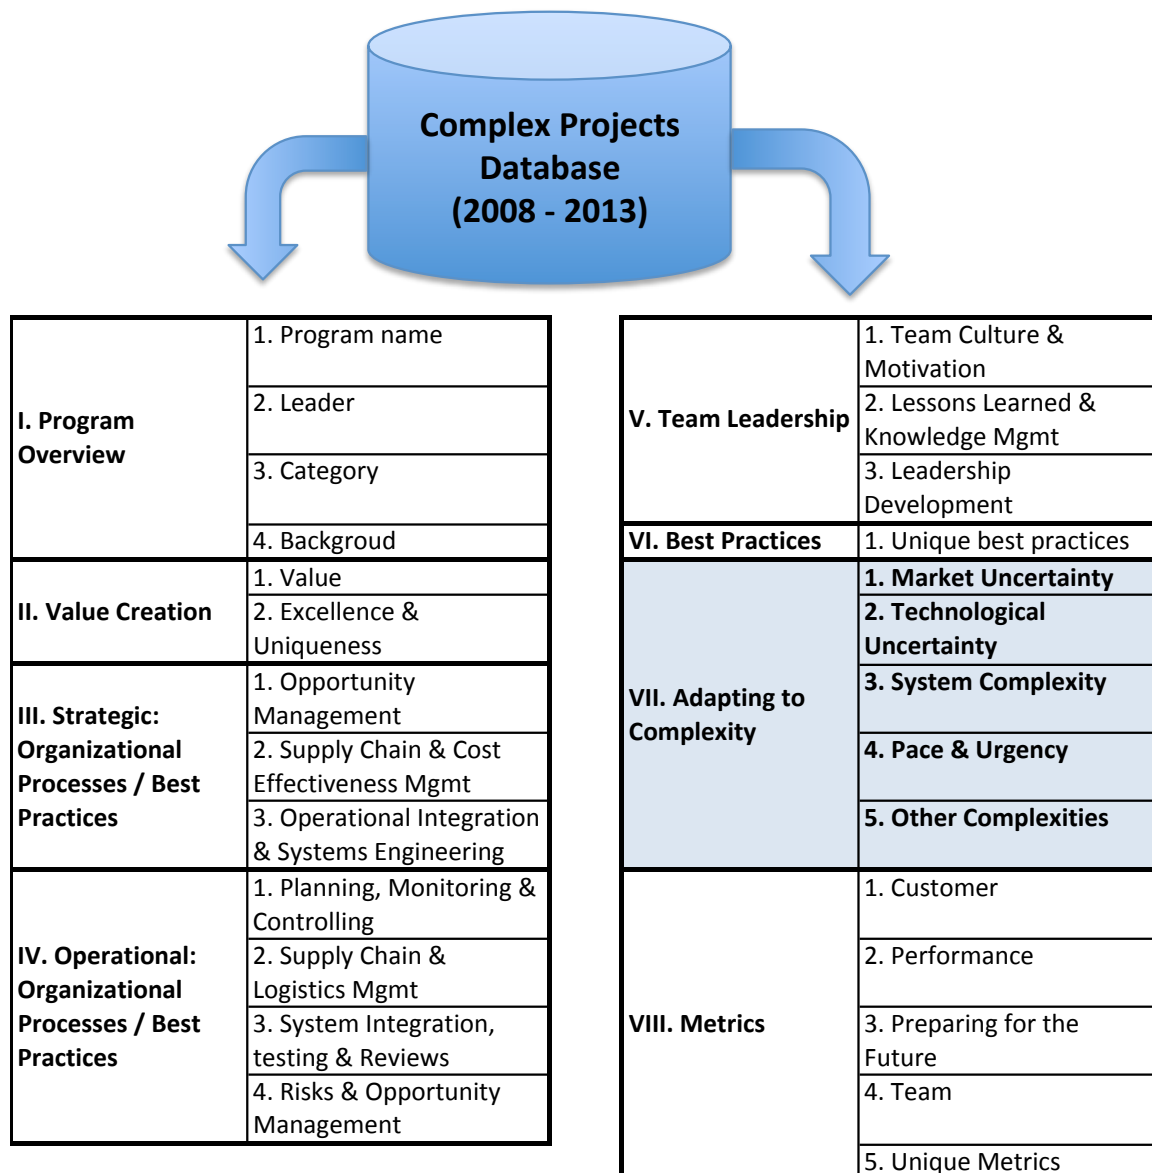 Complex Projects
Database
(2008 - 2013)
I. Program
Overview
1. Program name
2. Leader
3. Category
4. Backgroud
II. Value Creation
1. Value
2. Excellence &
Uniqueness
III. Strategic:
Organizational
Processes / Best
Practices
1. Opportunity
Management
2. Supply Chain & Cost
Effectiveness Mgmt
3. Operational Integration
& Systems Engineering
IV. Operational:
Organizational
Processes / Best
Practices
1. Planning, Monitoring &
Controlling
2. Supply Chain &
Logistics Mgmt
3. System Integration,
testing & Reviews
4. Risks & Opportunity
Management
V. Team Leadership
1. Team Culture &
Motivation
2. Lessons Learned &
Knowledge Mgmt
3. Leadership
Development
VI. Best Practices
1. Unique best practices
VII. Adapting to
Complexity
1. Market Uncertainty
2. Technological
Uncertainty
3. System Complexity
4. Pace & Urgency
5. Other Complexities
VIII. Metrics
1. Customer
2. Performance
3. Preparing for the
Future
4. Team
5. Unique Metrics